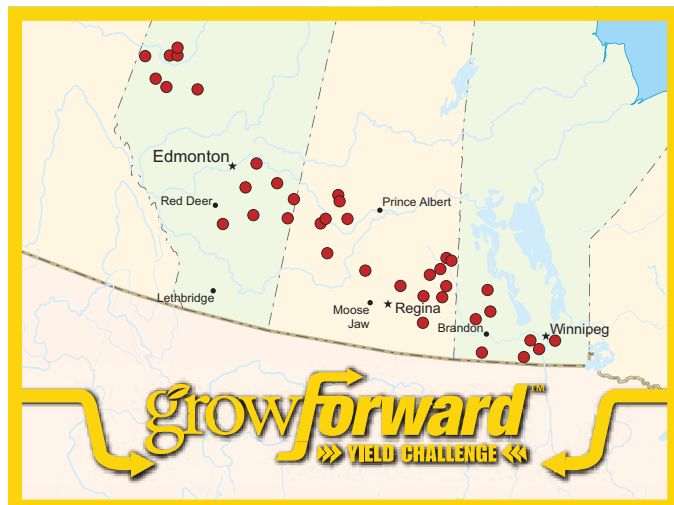 Edmonton
Red Deer
Prince Albert
Lethbridge
Moose
Jaw
Regina
Brandon
Winnipeg
growforward™
YIELD CHALLENGE